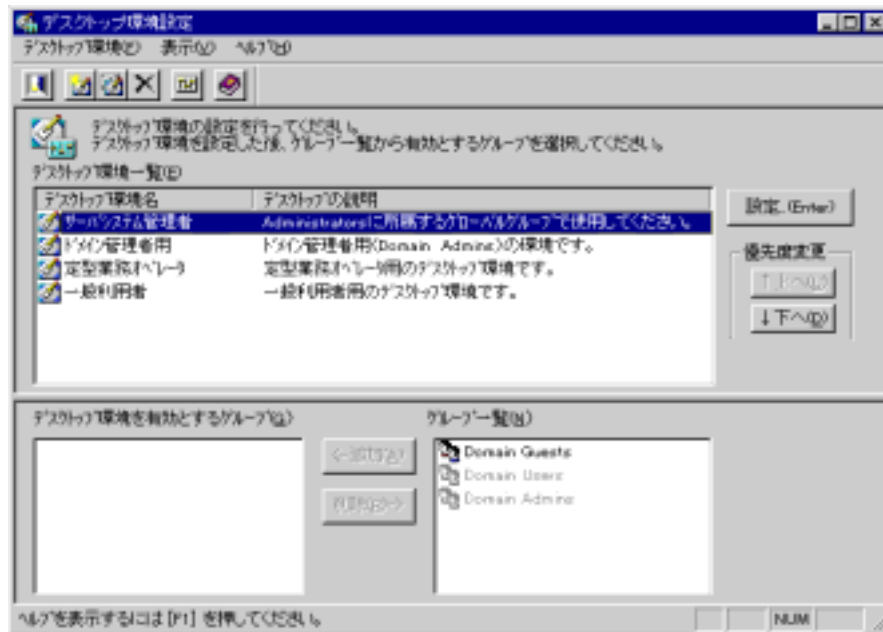 デスクトップ環境設定
ﾃﾞｽｸﾄｯﾌﾟ環境(E) 表示(V) ﾍﾙﾌﾟ(H)
ﾃﾞｽｸﾄｯﾌﾟ環境の設定を行ってください。
ﾃﾞｽｸﾄｯﾌﾟ環境を設定した後、ｸﾞﾙｰﾌﾟ一覧から有効とするｸﾞﾙｰﾌﾟを選択してください。
ﾃﾞｽｸﾄｯﾌﾟ環境一覧(E)
ﾃﾞｽｸﾄｯﾌﾟ環境名 ﾃﾞｽｸﾄｯﾌﾟの説明
ｻｰﾊﾞｼｽﾃﾑ管理者 Administratorsに所属するｸﾞﾛｰﾊﾞﾙｸﾞﾙｰﾌﾟで使用してください。
ﾄﾞﾒｲﾝ管理者用 ﾄﾞﾒｲﾝ管理者用(Domain Admins)の環境です。
定型業務ｵﾍﾟﾚｰﾀ 定型業務ｵﾍﾟﾚｰﾀ用のﾃﾞｽｸﾄｯﾌﾟ環境です。
一般利用者 一般利用者用のﾃﾞｽｸﾄｯﾌﾟ環境です。
設定..(Enter)
優先度変更
↑上へ(U)
↓下へ(D)
ﾃﾞｽｸﾄｯﾌﾟ環境を有効とするｸﾞﾙｰﾌﾟ(G)
<-追加(A)
削除(R)->
ｸﾞﾙｰﾌﾟ一覧(N)
Domain Guests
Domain Users
Domain Admins
ﾍﾙﾌﾟを表示するには [F1] を押してください。
NUM